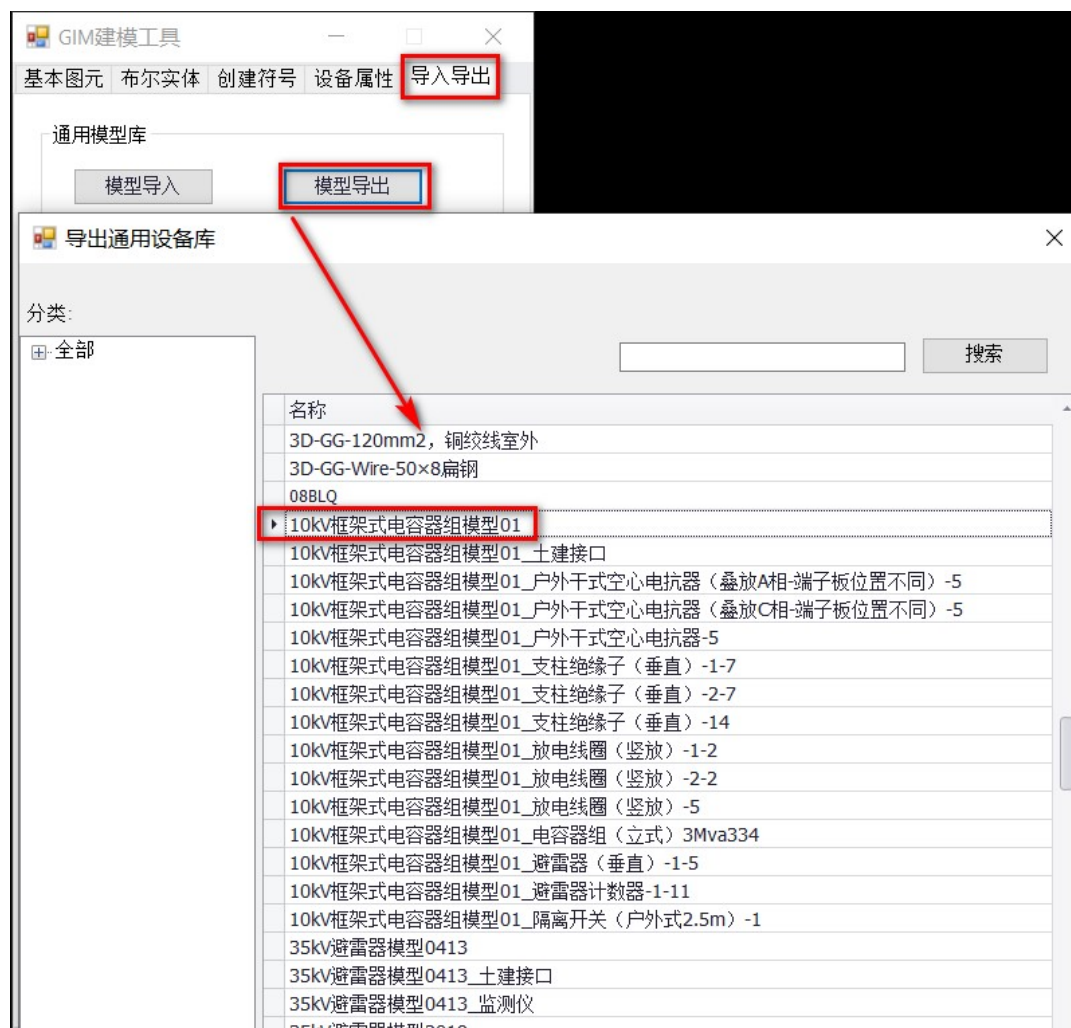 GIM建模工具
基本图元 布尔实体 创建符号 设备属性 导入导出
通用模型库
模型导入 模型导出
导出通用设备库
分类:
全部
搜索
名称
3D-GG-120mm2，铜绞线室外
3D-GG-Wire-50×8扁钢
08BLQ
10kV框架式电容器组模型01
10kV框架式电容器组模型01_土建接口
10kV框架式电容器组模型01_户外干式空心电抗器（叠放A相-端子板位置不同）-5
10kV框架式电容器组模型01_户外干式空心电抗器（叠放C相-端子板位置不同）-5
10kV框架式电容器组模型01_户外干式空心电抗器-5
10kV框架式电容器组模型01_支柱绝缘子（垂直）-1-7
10kV框架式电容器组模型01_支柱绝缘子（垂直）-2-7
10kV框架式电容器组模型01_支柱绝缘子（垂直）-14
10kV框架式电容器组模型01_放电线圈（竖放）-1-2
10kV框架式电容器组模型01_放电线圈（竖放）-2-2
10kV框架式电容器组模型01_放电线圈（竖放）-5
10kV框架式电容器组模型01_电容器组（立式）3Mva334
10kV框架式电容器组模型01_避雷器（垂直）-1-5
10kV框架式电容器组模型01_避雷器计数器-1-11
10kV框架式电容器组模型01_隔离开关（户外式2.5m）-1
35kV避雷器模型0413
35kV避雷器模型0413_土建接口
35kV避雷器模型0413_监测仪